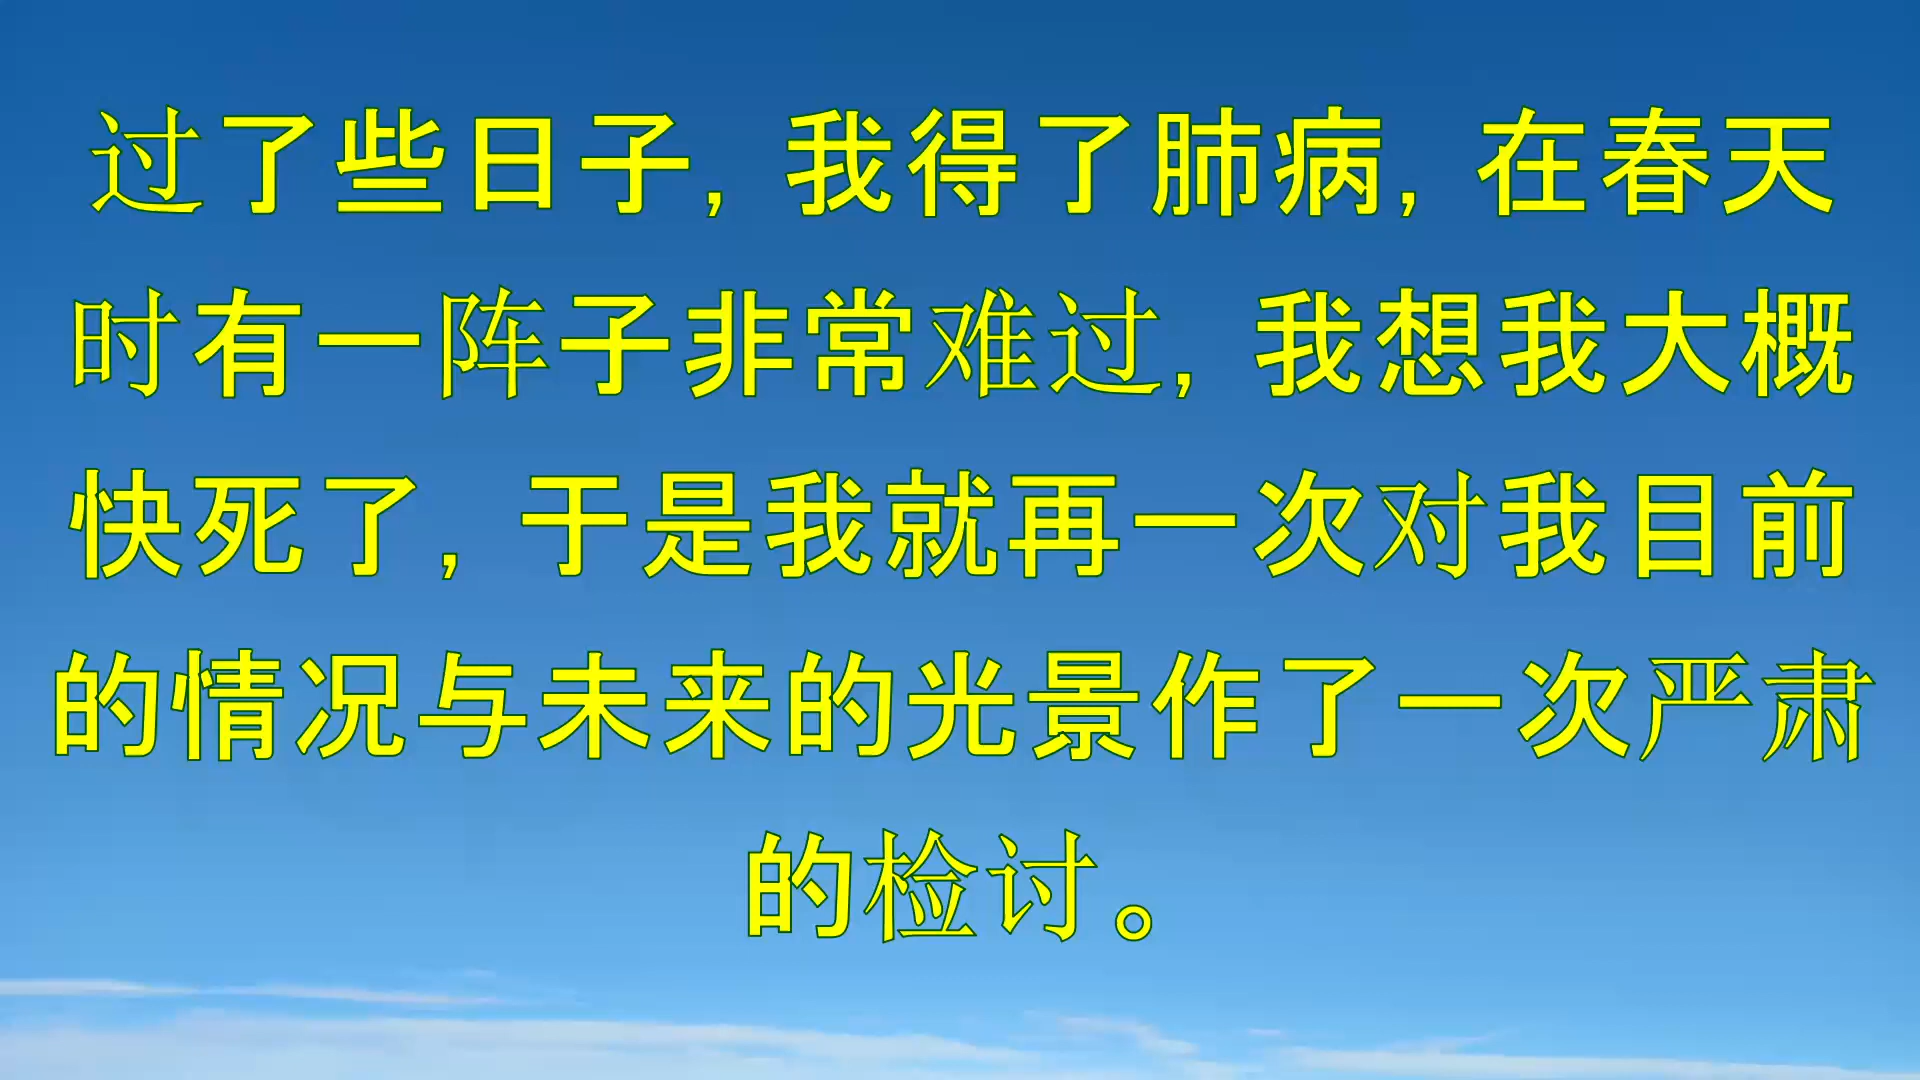 过了些日子, 我得了肺病, 在春天
时有一阵子非常难过, 我想我大概
快死了, 于是我就再一次对我目前
的情况与未来的光景作了一次严肃
的检讨。